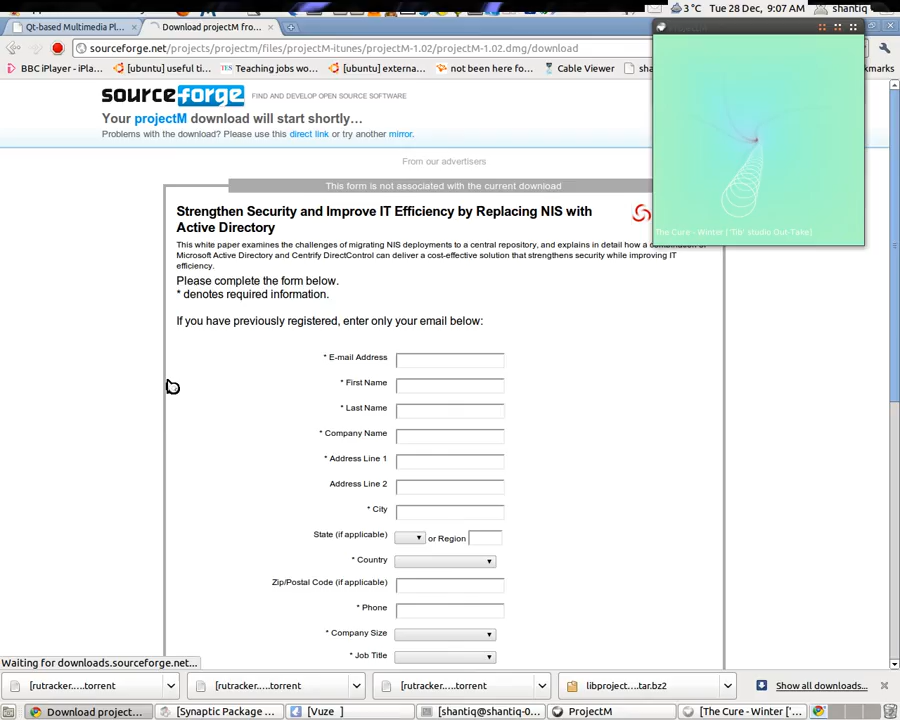 3 °C Tue 28 Dec, 9:07 AM shantiq
Qt-based Multimedia Pl...
Download projectM fro...
sourceforge.net/projects/projectm/files/projectM-itunes/projectM-1.02/projectM-1.02.dmg/download
BBC iPlayer - iPla...
[ubuntu] useful ti...
TES Teaching jobs wo...
[ubuntu] externa...
not been here fo...
Cable Viewer
sha
kmarks
sourceforge FIND AND DEVELOP OPEN SOURCE SOFTWARE
Your projectM download will start shortly...
Problems with the download? Please use this direct link or try another mirror.
From our advertisers
This form is not associated with the current download
The Cure - Winter ['Tib' studio Out-Take]
Strengthen Security and Improve IT Efficiency by Replacing NIS with
Active Directory
This white paper examines the challenges of migrating NIS deployments to a central repository, and explains in detail how a combination of
Microsoft Active Directory and Centrify DirectControl can deliver a cost-effective solution that strengthens security while improving IT
efficiency.
Please complete the form below.
* denotes required information.
If you have previously registered, enter only your email below:
* E-mail Address
* First Name
* Last Name
* Company Name
* Address Line 1
Address Line 2
* City
State (if applicable) or Region
* Country
Zip/Postal Code (if applicable)
* Phone
* Company Size
* Job Title
Waiting for downloads.sourceforge.net...
[rutracker.....torrent
[rutracker.....torrent
[rutracker.....torrent
libproject....tar.bz2
Show all downloads...
Download project...
[Synaptic Package ...
[Vuze ]
[shantiq@shantiq-0...
ProjectM
[The Cure - Winter ['...